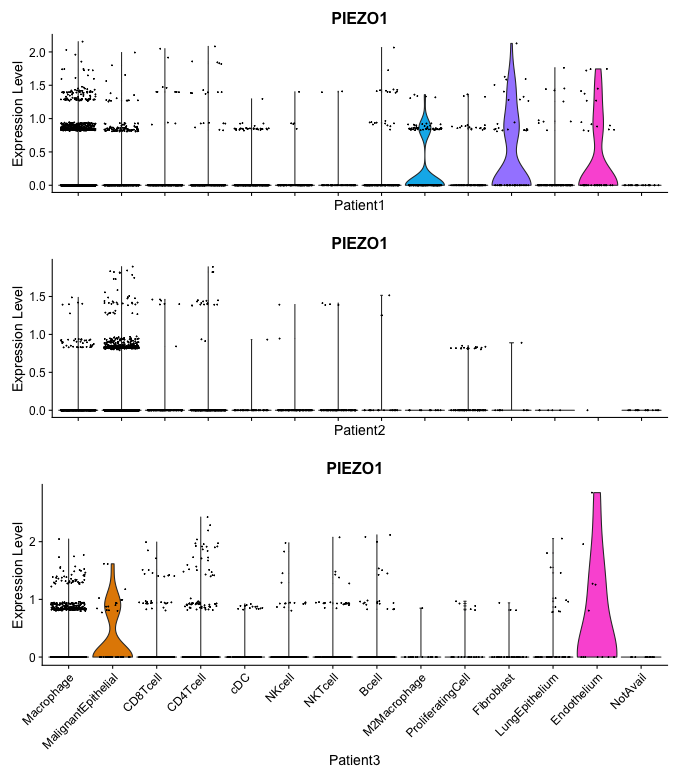 PIEZO1
Expression Level
2.0
1.5
1.0
0.5
0.0
Patient1
PIEZO1
Expression Level
1.5
1.0
0.5
0.0
Patient2
PIEZO1
Expression Level
2
1
0
Macrophage
MalignantEpithelial
CD8Tcell
CD4Tcell
cDC
NKcell
NKTcell
Bcell
M2Macrophage
ProliferatingCell
Fibroblast
LungEpithelium
Endothelium
NotAvail
Patient3